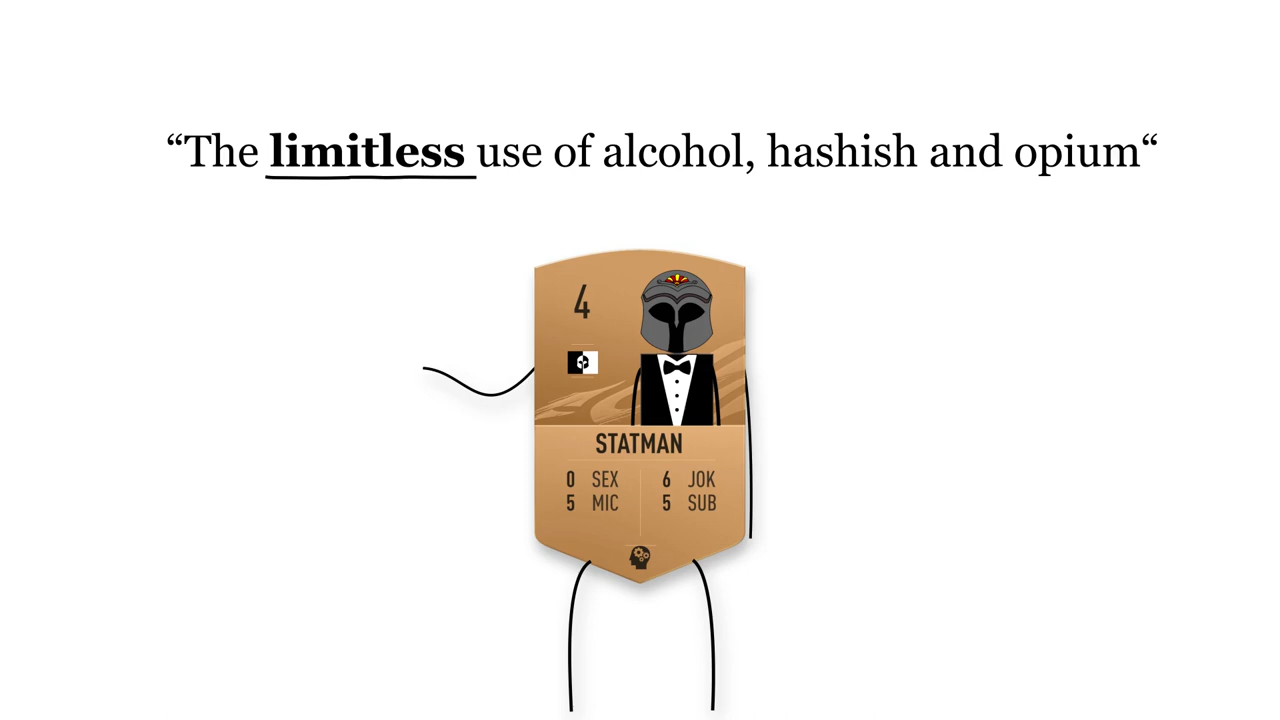 “The limitless use of alcohol, hashish and opium“
4
STATMAN
0 SEX 6 JOK
5 MIC 5 SUB